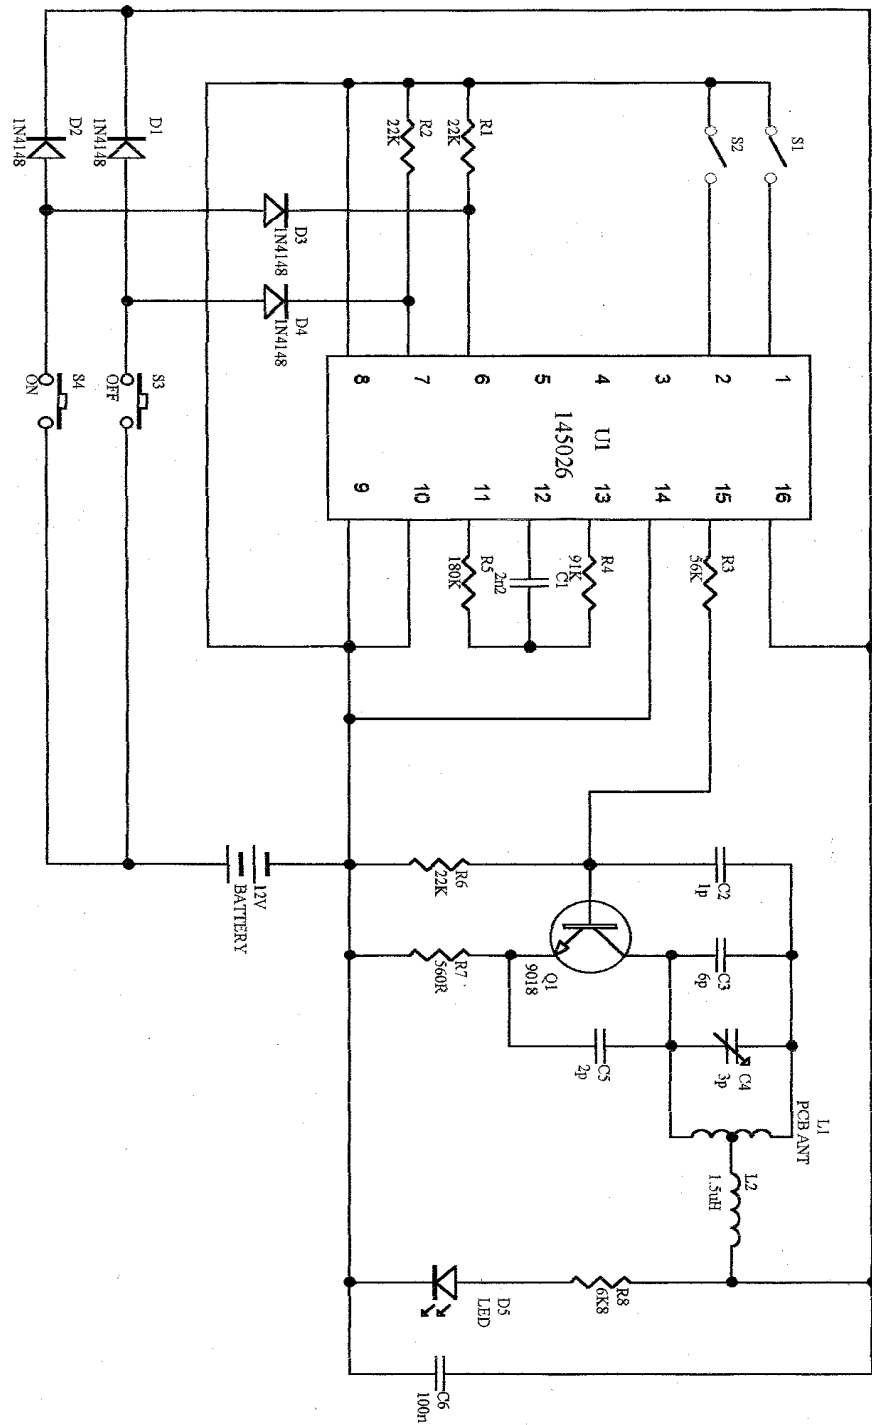 D2
1N4148
D1
1N4148
R2
22K
R1
22K
S2
S1
D3
1N4148
D4
1N4148
ON
S4
OFF
S3
8
7
6
5
4
3
2
1
U1
145026
9
10
11
12
13
14
15
16
R5
180K
2n2
C1
R4
91K
R3
56K
12V
BATTERY
R6
22K
C2
1p
R7
560R
Q1
9018
C3
6p
C5
2p
C4
3p
L1
PCB ANT
L2
1.5uH
D5
LED
R8
6K8
C6
100n